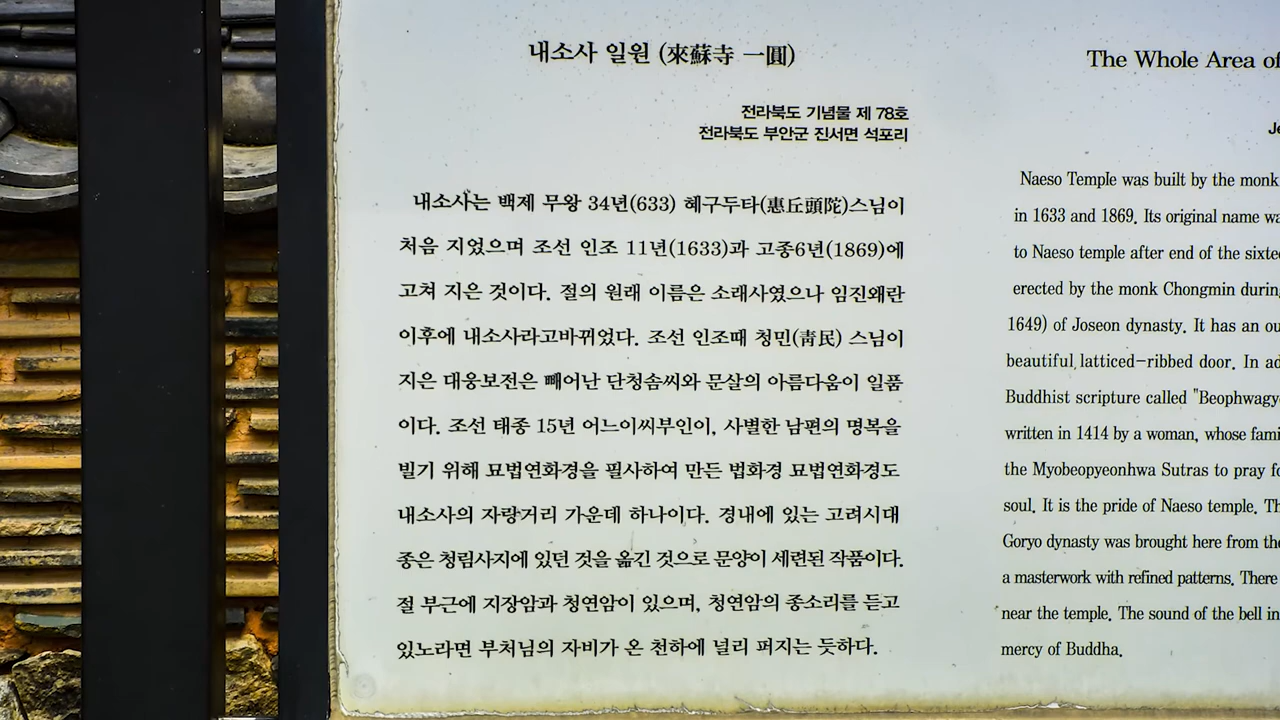 내소사 일원 (來蘇寺 一圓)
전라북도 기념물 제 78호
전라북도 부안군 진서면 석포리
내소사는 백제 무왕 34년(633) 혜구두타(惠丘頭陀)스님이
처음 지었으며 조선 인조 11년(1633)과 고종6년(1869)에
고쳐 지은 것이다. 절의 원래 이름은 소래사였으나 임진왜란
이후에 내소사라고바뀌었다. 조선 인조때 청민(靑民) 스님이
지은 대웅보전은 빼어난 단청솜씨와 문살의 아름다움이 일품
이다. 조선 태종 15년 어느이씨부인이, 사별한 남편의 명복을
빌기 위해 묘법연화경을 필사하여 만든 법화경 묘법연화경도
내소사의 자랑거리 가운데 하나이다. 경내에 있는 고려시대
종은 청림사지에 있던 것을 옮긴 것으로 문양이 세련된 작품이다.
절 부근에 지장암과 청연암이 있으며, 청연암의 종소리를 듣고
있노라면 부처님의 자비가 온 천하에 널리 퍼지는 듯하다.
The Whole Area of
Naeso Temple was built by the monk
in 1633 and 1869. Its original name
to Naeso temple after end of the
erected by the monk Chongmin
1649) of Joseon dynasty. It has an
beautiful latticed-ribbed door. In
Buddhist scripture called
written in 1414 by a woman, whose
the Myobeopyeonhwa Sutras to pray
soul. It is the pride of Naeso temple.
Goryo dynasty was brought here from
a masterwork with refined patterns. There
near the temple. The sound of the bell in
mercy of Buddha.